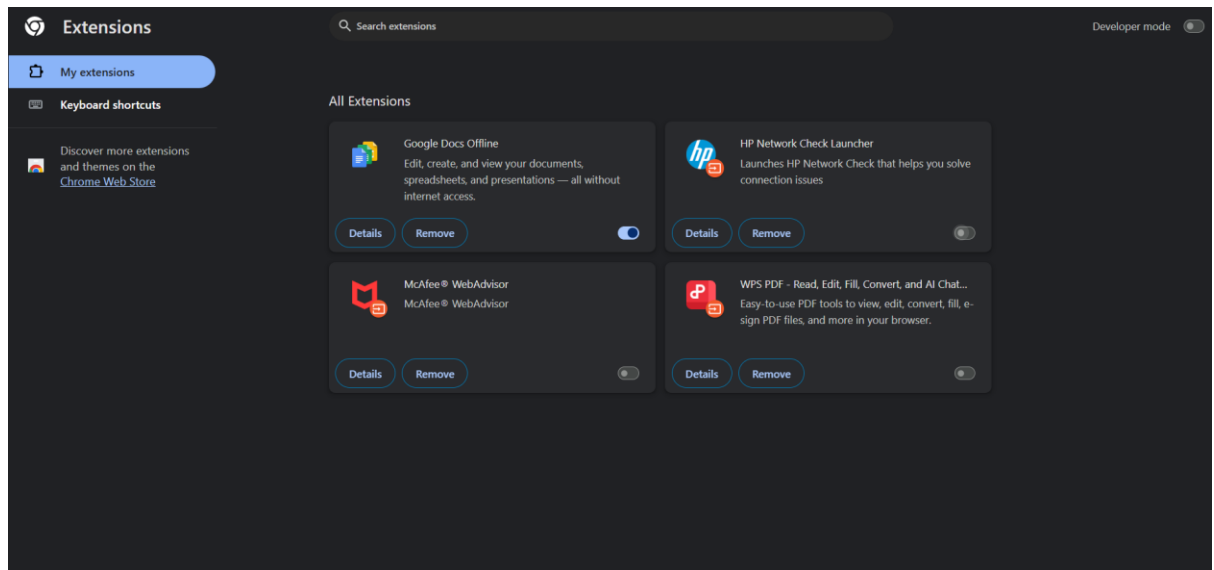 Extensions
Search extensions
Developer mode
My extensions
Keyboard shortcuts
Discover more extensions
and themes on the
Chrome Web Store
All Extensions
Google Docs Offline
Edit, create, and view your documents,
spreadsheets, and presentations — all without
internet access.
Details
Remove
hp
HP Network Check Launcher
Launches HP Network Check that helps you solve
connection issues
Details
Remove
McAfee® WebAdvisor
McAfee® WebAdvisor
Details
Remove
WPS PDF - Read, Edit, Fill, Convert, and AI Chat...
Easy-to-use PDF tools to view, edit, convert, fill, e-
sign PDF files, and more in your browser.
Details
Remove